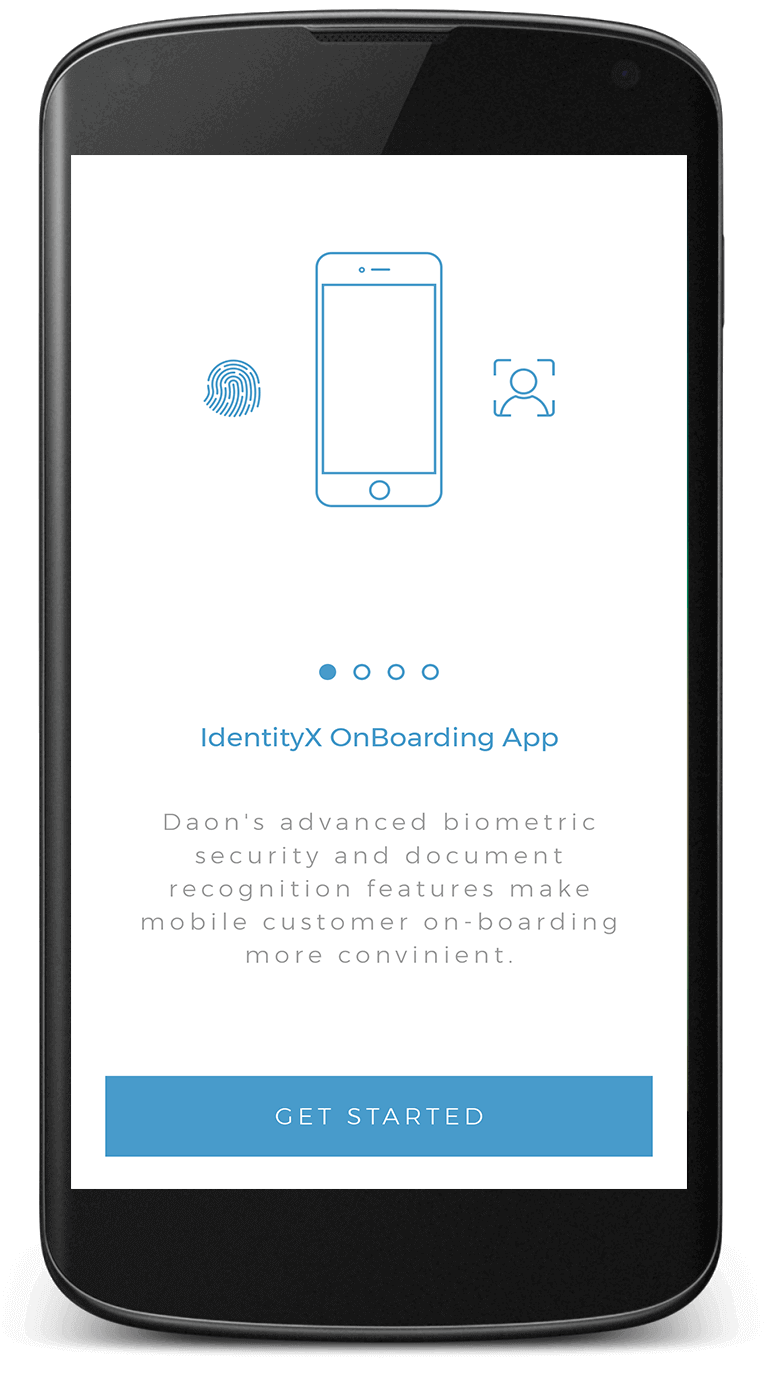 IdentityX OnBoarding App
Daon's advanced biometric
security and document
recognition features make
mobile customer on-boarding
more convinient.
GET STARTED